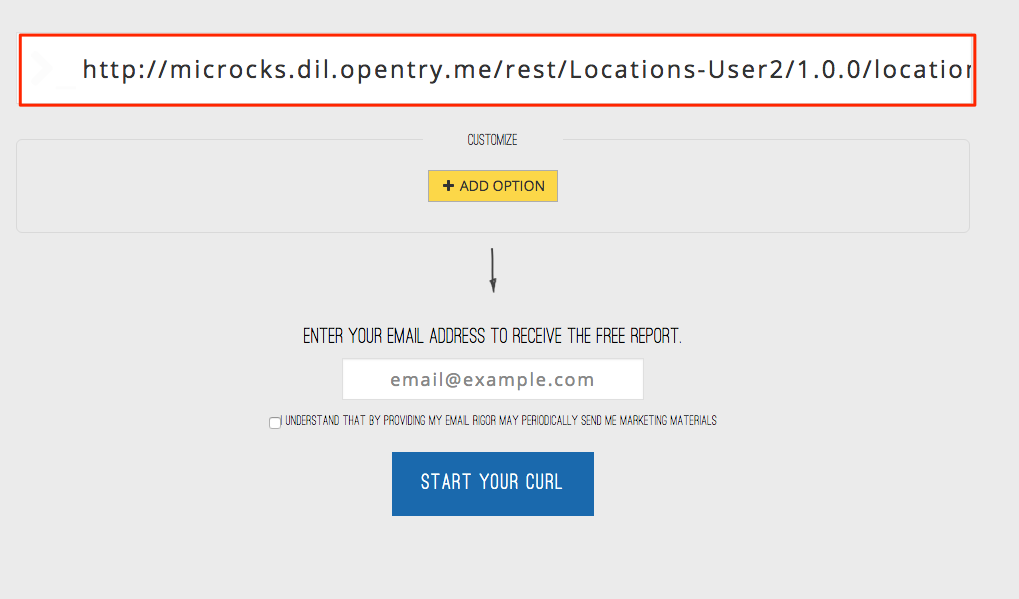 http://microcks.dil.opentry.me/rest/Locations-User2/1.0.0/location
CUSTOMIZE
+ ADD OPTION
ENTER YOUR EMAIL ADDRESS TO RECEIVE THE FREE REPORT.
email@example.com
I UNDERSTAND THAT BY PROVIDING MY EMAIL RIGOR MAY PERIODICALLY SEND ME MARKETING MATERIALS
START YOUR CURL